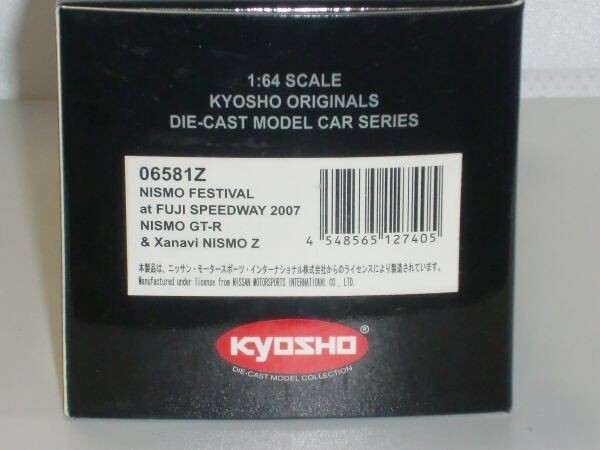 1:64 SCALE
KYOSHO ORIGINALS
DIE-CAST MODEL CAR SERIES
06581Z
NISMO FESTIVAL
at FUJI SPEEDWAY 2007
NISMO GT-R
& Xanavi NISMO Z
4 548565 127405
本製品は、ニッサン・モータースポーツ・インターナショナル株式会社からのライセンスにより製造されています。
Manufactured under license from NISSAN MOTORSPORTS INTERNATIONAL CO., LTD.
KYOSHO®
DIE-CAST MODEL COLLECTION